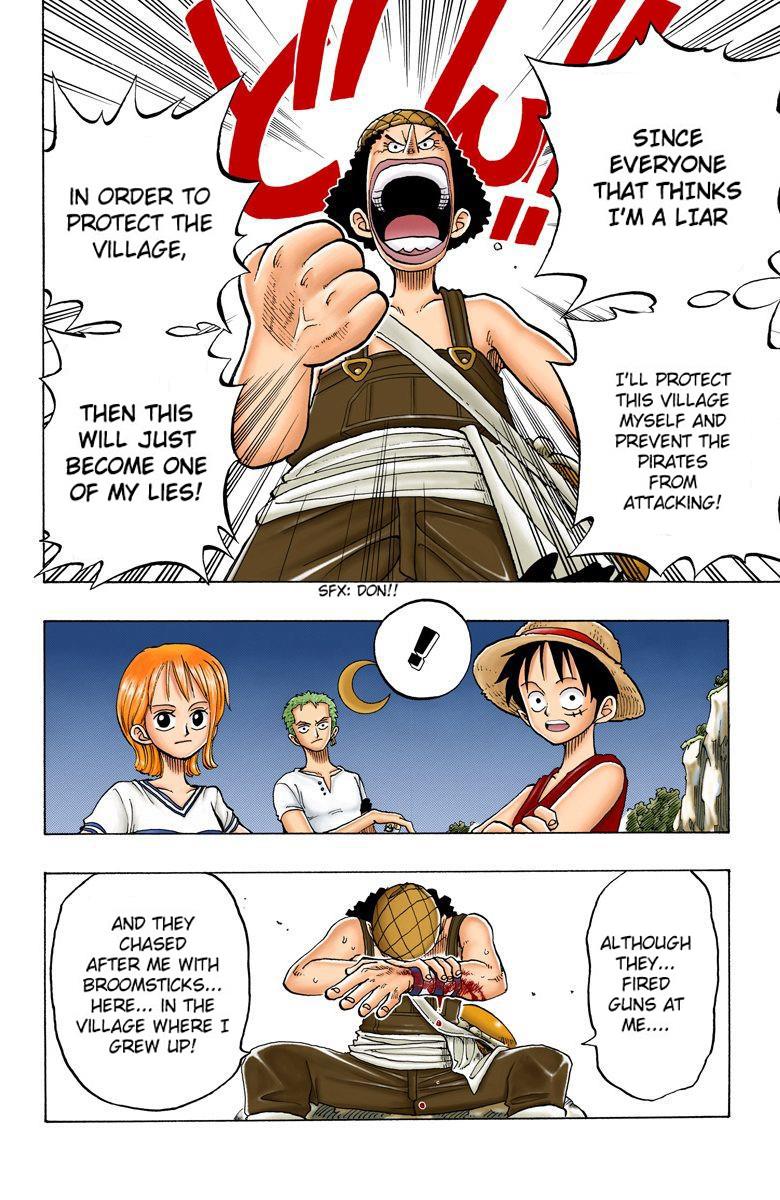 SINCE
EVERYONE
THAT THINKS
I'M A LIAR
I'LL PROTECT
THIS VILLAGE
MYSELF AND
PREVENT THE
PIRATES
FROM
ATTACKING!
IN ORDER TO
PROTECT THE
VILLAGE,
THEN THIS
WILL JUST
BECOME ONE
OF MY LIES!
SFX: DON!!
!
ALTHOUGH
THEY...
FIRED
GUNS AT
ME....
AND THEY
CHASED
AFTER ME WITH
BROOMSTICKS...
HERE... IN THE
VILLAGE WHERE I
GREW UP!